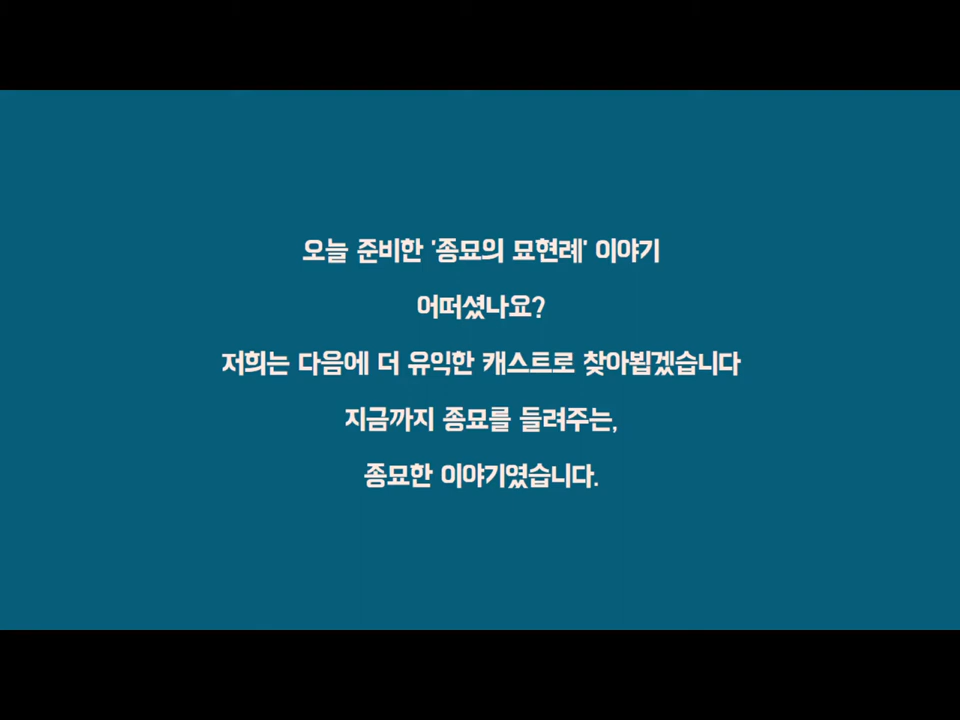 오늘 준비한 '종묘의 묘현례' 이야기
어떠셨나요?
저희는 다음에 더 유익한 캐스트로 찾아뵙겠습니다
지금까지 종묘를 들려주는,
종묘한 이야기였습니다.